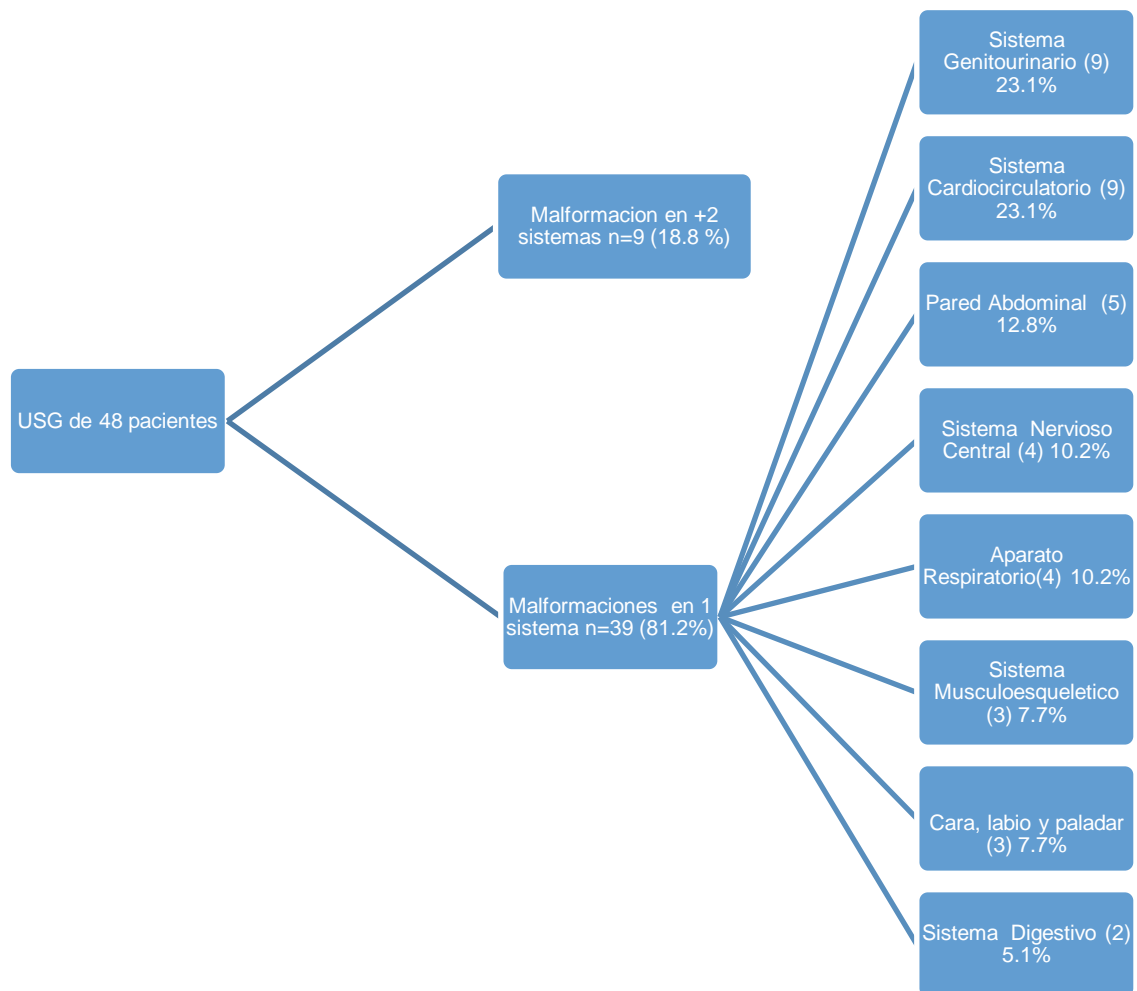 USG de 48 pacientes
Malformacion en +2
sistemas n=9 (18.8 %)
Malformaciones en 1
sistema n=39 (81.2%)
Sistema
Genitourinario (9)
23.1%
Sistema
Cardiocirculatorio (9)
23.1%
Pared Abdominal (5)
12.8%
Sistema Nervioso
Central (4) 10.2%
Aparato
Respiratorio(4) 10.2%
Sistema
Musculoesqueletico
(3) 7.7%
Cara, labio y paladar
(3) 7.7%
Sistema Digestivo (2)
5.1%